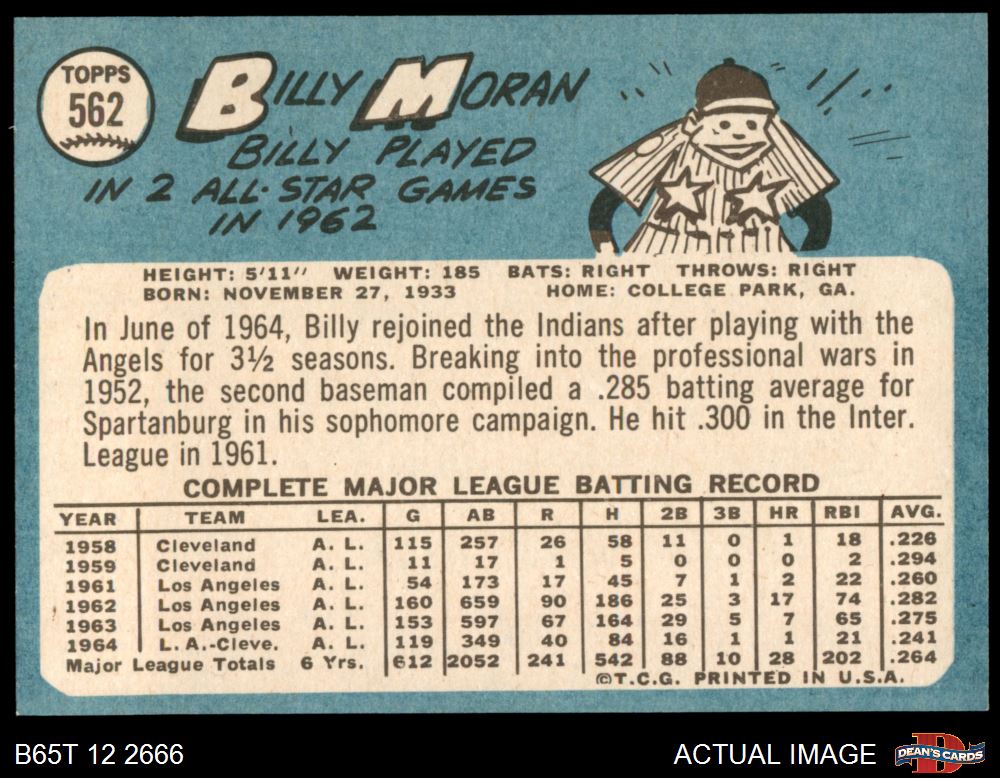 TOPPS
562
BILLY MORAN
BILLY PLAYED
IN 2 ALL-STAR GAMES
IN 1962
HEIGHT: 5'11" WEIGHT: 185 BATS: RIGHT THROWS: RIGHT
BORN: NOVEMBER 27, 1933 HOME: COLLEGE PARK, GA.
In June of 1964, Billy rejoined the Indians after playing with the
Angels for 3½ seasons. Breaking into the professional wars in
1952, the second baseman compiled a .285 batting average for
Spartanburg in his sophomore campaign. He hit .300 in the Inter.
League in 1961.
COMPLETE MAJOR LEAGUE BATTING RECORD
YEAR TEAM LEA. G AB R H 2B 3B HR RBI AVG.
1958 Cleveland A. L. 115 257 26 58 11 0 1 18 .226
1959 Cleveland A. L. 11 17 1 5 0 0 0 2 .294
1961 Los Angeles A. L. 54 173 17 45 7 1 2 22 .260
1962 Los Angeles A. L. 160 659 90 186 25 3 17 74 .282
1963 Los Angeles A. L. 153 597 67 164 29 5 7 65 .275
1964 L. A.-Cleve. A. L. 119 349 40 84 16 1 1 21 .241
Major League Totals 6 Yrs. 612 2052 241 542 88 10 28 202 .264
©T.C.G. PRINTED IN U.S.A.
B65T 12 2666 ACTUAL IMAGE DEAN'S CARDS